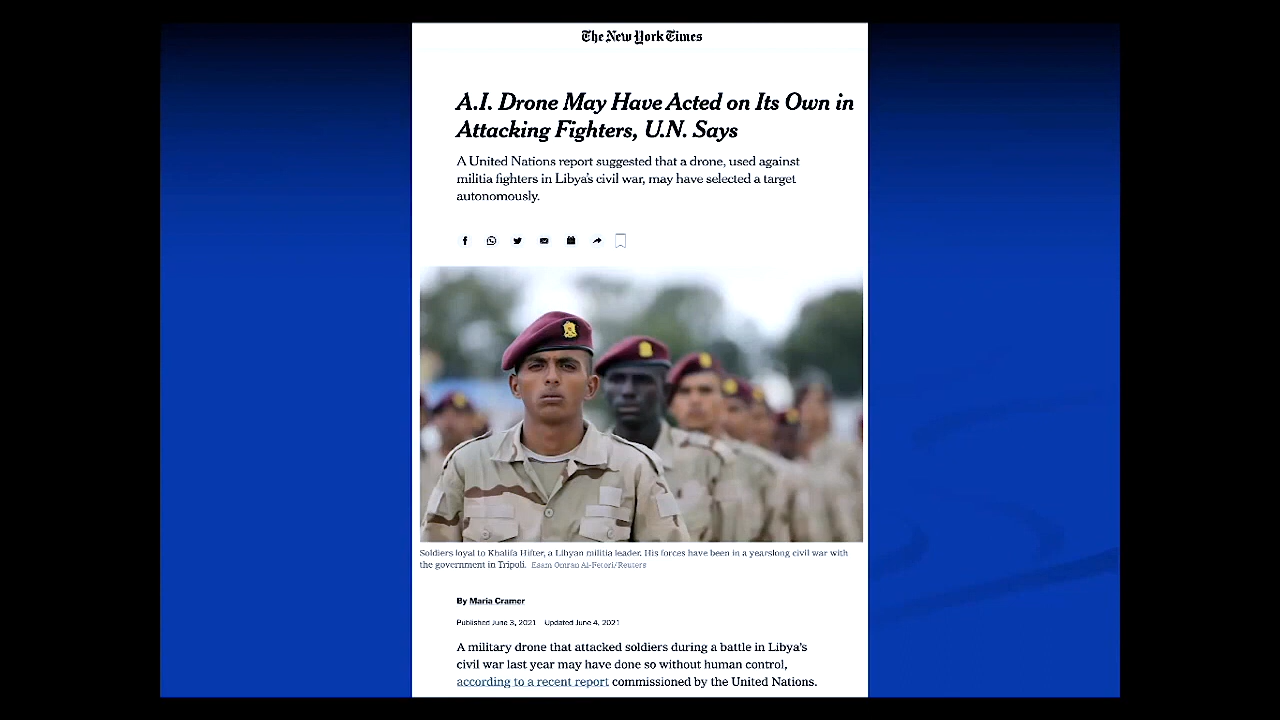 The New York Times
A.I. Drone May Have Acted on Its Own in
Attacking Fighters, U.N. Says
A United Nations report suggested that a drone, used against
militia fighters in Libya's civil war, may have selected a target
autonomously.
Soldiers loyal to Khalifa Hifter, a Libyan militia leader. His forces have been in a yearslong civil war with
the government in Tripoli. Esam Omran Al-Fetori/Reuters
By Maria Cramer
Published June 3, 2021 Updated June 4, 2021
A military drone that attacked soldiers during a battle in Libya's
civil war last year may have done so without human control,
according to a recent report commissioned by the United Nations.